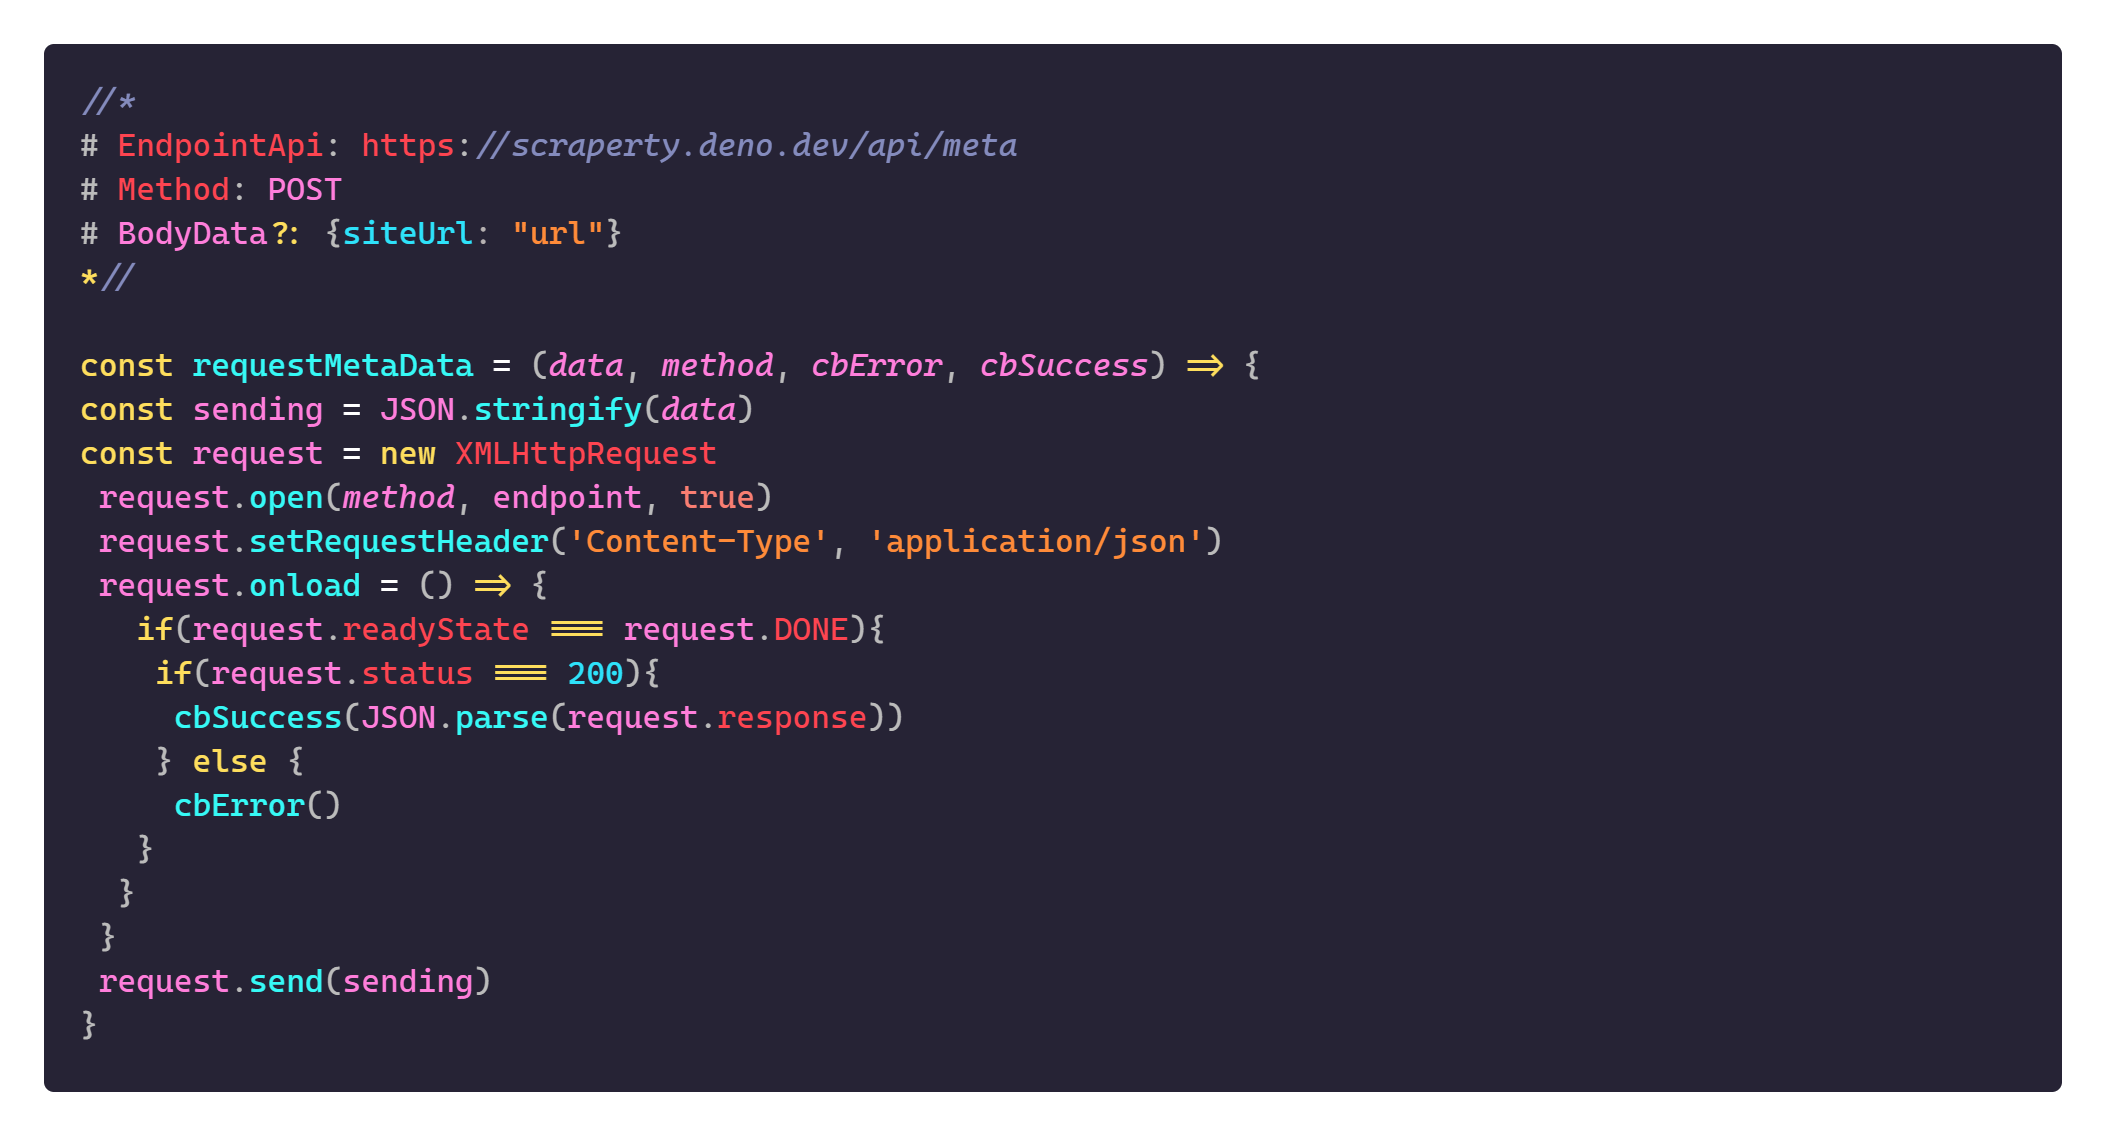 //*
# EndpointApi: https://scraperty.deno.dev/api/meta
# Method: POST
# BodyData?: {siteUrl: "url"}
*//

const requestMetaData = (data, method, cbError, cbSuccess) => {
const sending = JSON.stringify(data)
const request = new XMLHttpRequest
 request.open(method, endpoint, true)
 request.setRequestHeader('Content-Type', 'application/json')
 request.onload = () => {
   if(request.readyState === request.DONE){
    if(request.status === 200){
     cbSuccess(JSON.parse(request.response))
    } else {
     cbError()
   }
  }
 }
 request.send(sending)
}